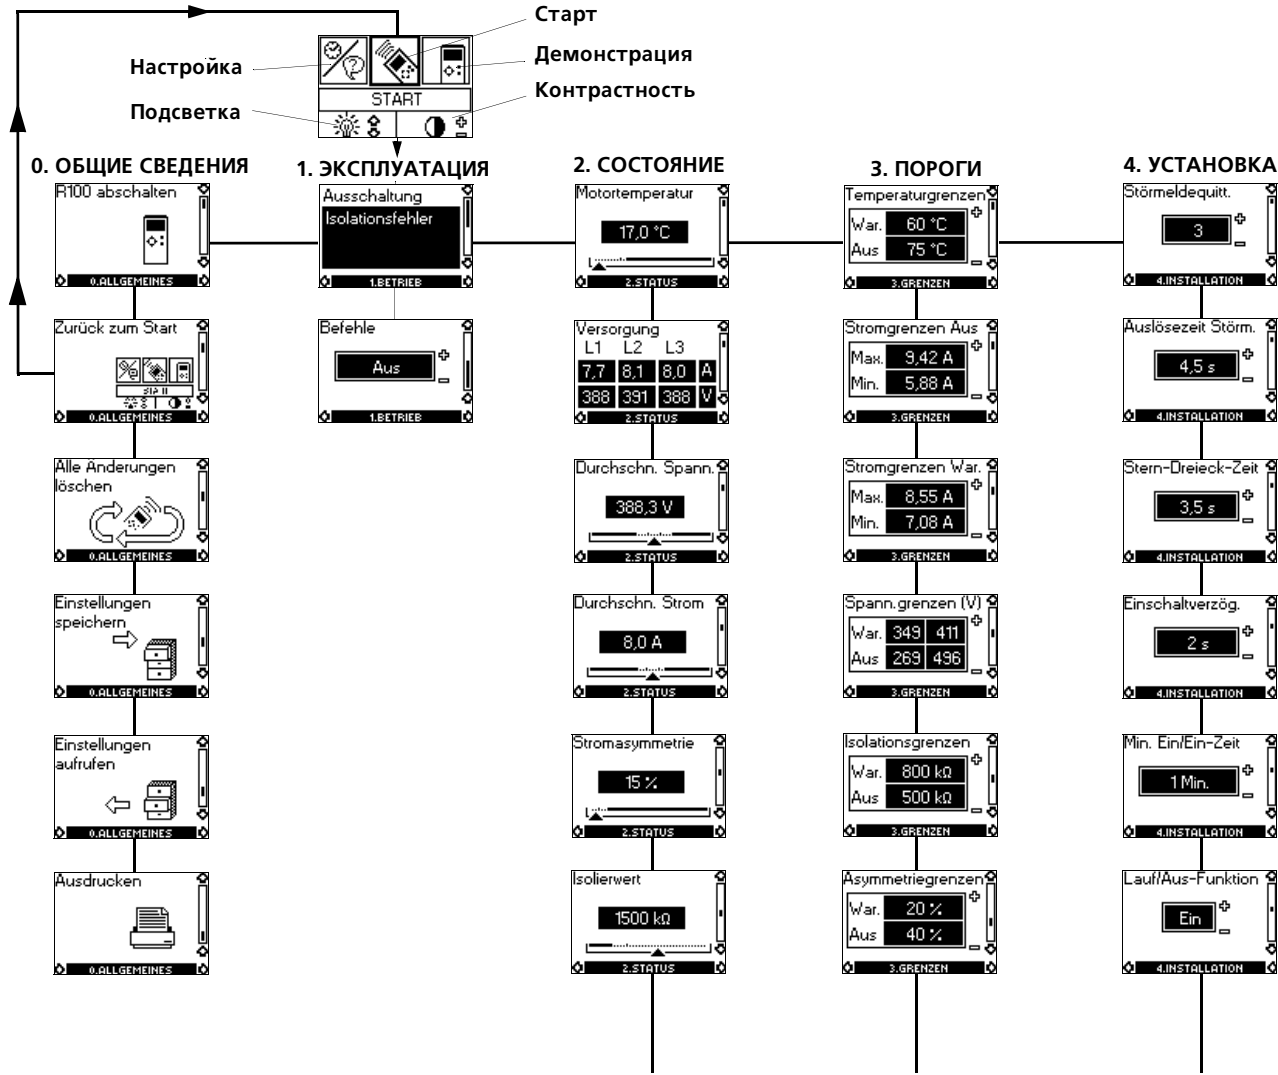 Старт
Настройка
Демонстрация
Контрастность
Подсветка
START
0. ОБЩИЕ СВЕДЕНИЯ
R100 abschalten
0.ALLGEMEINES
Zurück zum Start
START
0.ALLGEMEINES
Alle Änderungen
löschen
0.ALLGEMEINES
Einstellungen
speichern
0.ALLGEMEINES
Einstellungen
aufrufen
0.ALLGEMEINES
Ausdrucken
0.ALLGEMEINES
1. ЭКСПЛУАТАЦИЯ
Ausschaltung
Isolationsfehler
1.BETRIEB
Befehle
Aus
1.BETRIEB
2. СОСТОЯНИЕ
Motortemperatur
17,0 °C
2.STATUS
Versorgung
L1 L2 L3
7,7 8,1 8,0 A
388 391 388 V
2.STATUS
Durchschn. Spann.
388,3 V
2.STATUS
Durchschn. Strom
8,0 A
2.STATUS
Stromasymmetrie
15 %
2.STATUS
Isolierwert
1500 kΩ
2.STATUS
3. ПОРОГИ
Temperaturgrenzen
War. 60 °C
Aus 75 °C
3.GRENZEN
Stromgrenzen Aus
Max. 9,42 A
Min. 5,88 A
3.GRENZEN
Stromgrenzen War.
Max. 8,55 A
Min. 7,08 A
3.GRENZEN
Spann.grenzen (V)
War. 349 411
Aus 269 496
3.GRENZEN
Isolationsgrenzen
War. 800 kΩ
Aus 500 kΩ
3.GRENZEN
Asymmetriegrenzen
War. 20 %
Aus 40 %
3.GRENZEN
4. УСТАНОВКА
Störmeldequitt.
3
4.INSTALLATION
Auslösezeit Störm.
4,5 s
4.INSTALLATION
Stern-Dreieck-Zeit
3,5 s
4.INSTALLATION
Einschaltverzög.
2 s
4.INSTALLATION
Min. Ein/Ein-Zeit
1 Min.
4.INSTALLATION
Lauf/Aus-Funktion
Ein
4.INSTALLATION